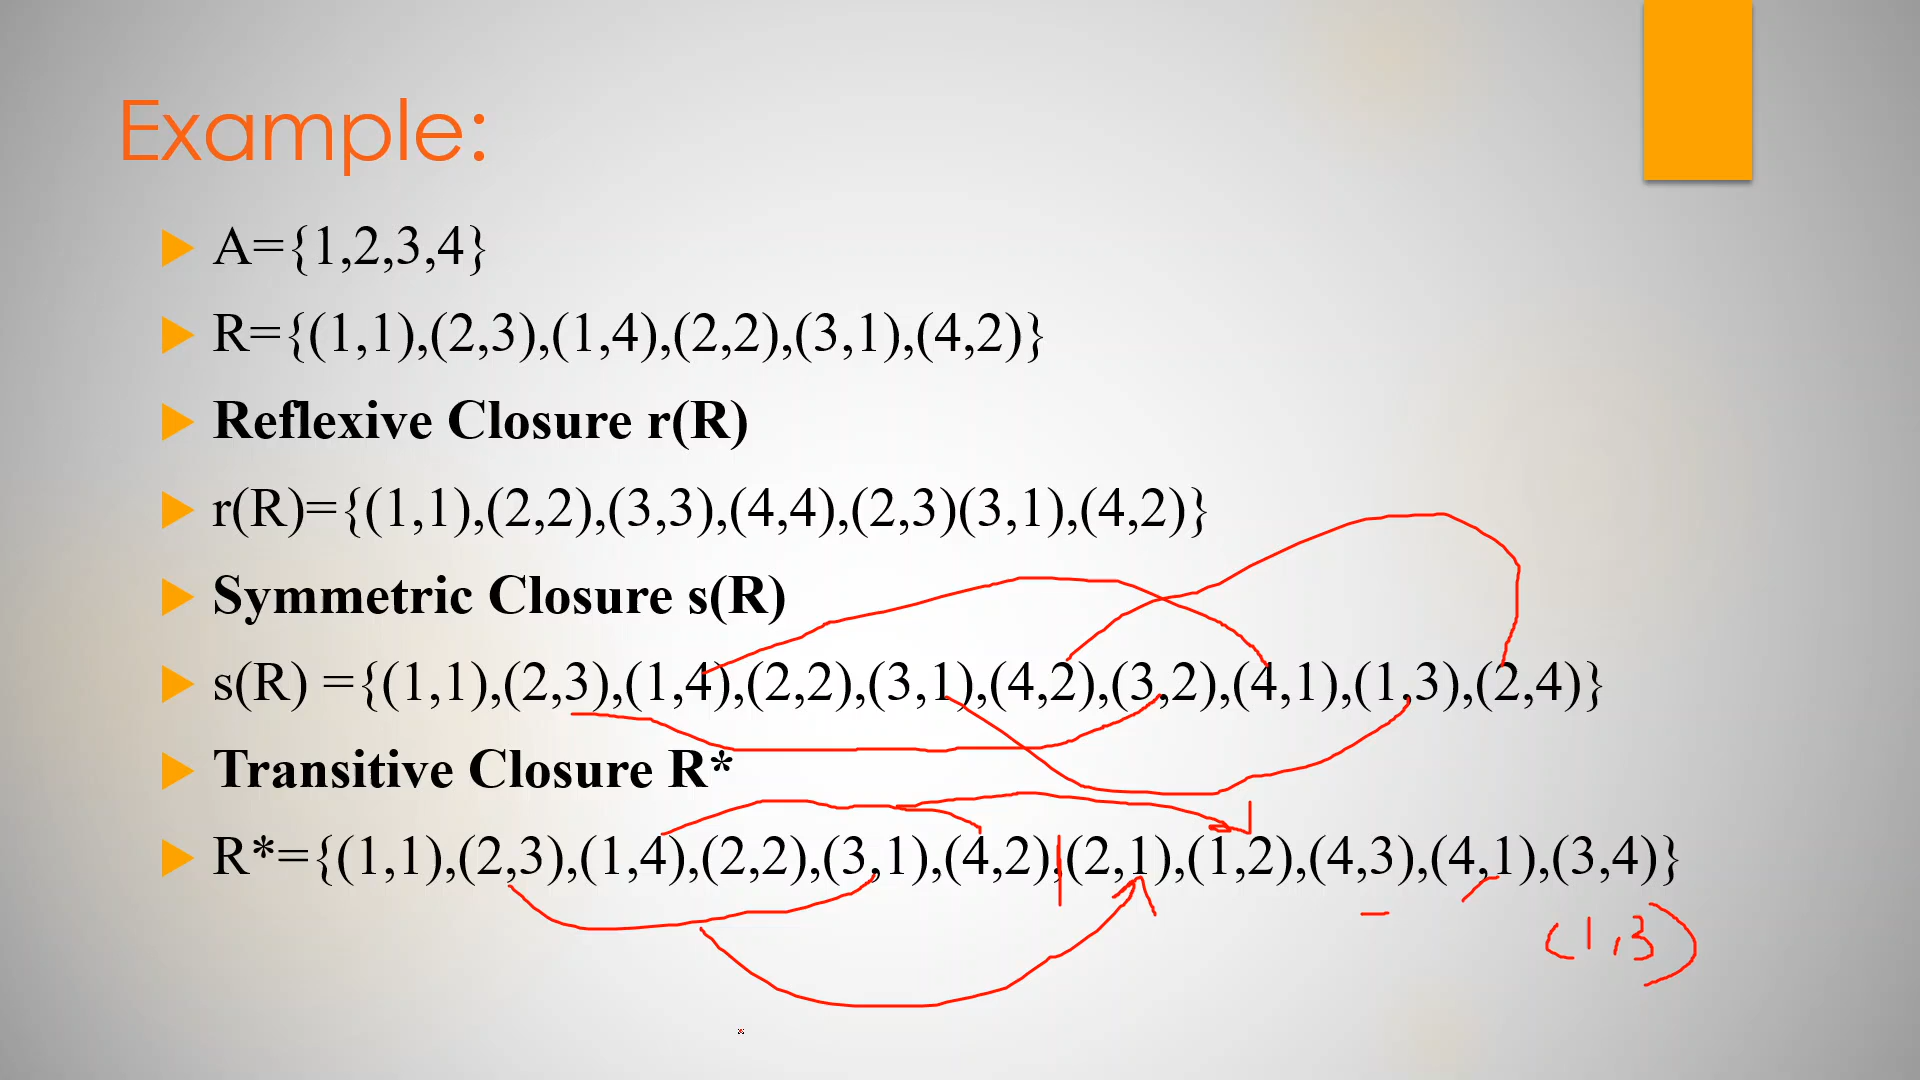 Example:
A={1,2,3,4}
R={(1,1),(2,3),(1,4),(2,2),(3,1),(4,2)}
Reflexive Closure r(R)
r(R)={(1,1),(2,2),(3,3),(4,4),(2,3)(3,1),(4,2)}
Symmetric Closure s(R)
s(R) ={(1,1),(2,3),(1,4),(2,2),(3,1),(4,2),(3,2),(4,1),(1,3),(2,4)}
Transitive Closure R*
R*={(1,1),(2,3),(1,4),(2,2),(3,1),(4,2),(2,1),(1,2),(4,3),(4,1),(3,4)}
(1,3)